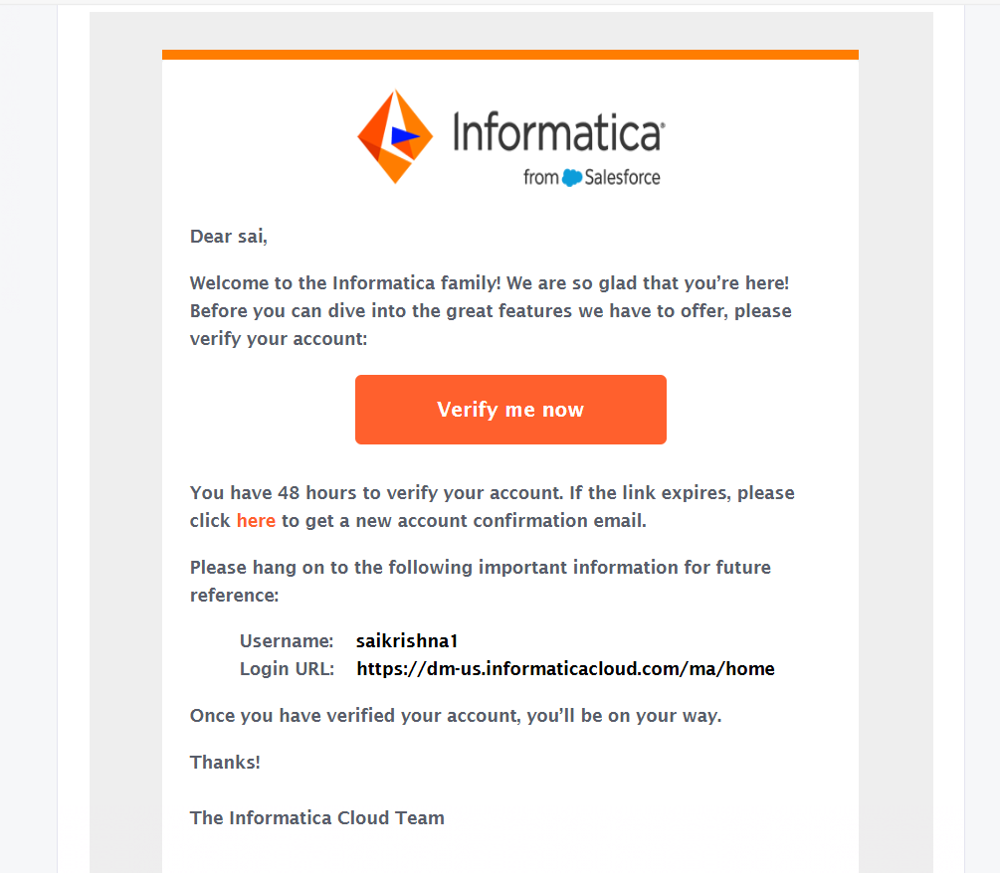 Informatica®
from Salesforce
Dear sai,
Welcome to the Informatica family! We are so glad that you’re here!
Before you can dive into the great features we have to offer, please
verify your account:
Verify me now
You have 48 hours to verify your account. If the link expires, please
click here to get a new account confirmation email.
Please hang on to the following important information for future
reference:
Username: saikrishna1
Login URL: https://dm-us.informaticacloud.com/ma/home
Once you have verified your account, you’ll be on your way.
Thanks!
The Informatica Cloud Team